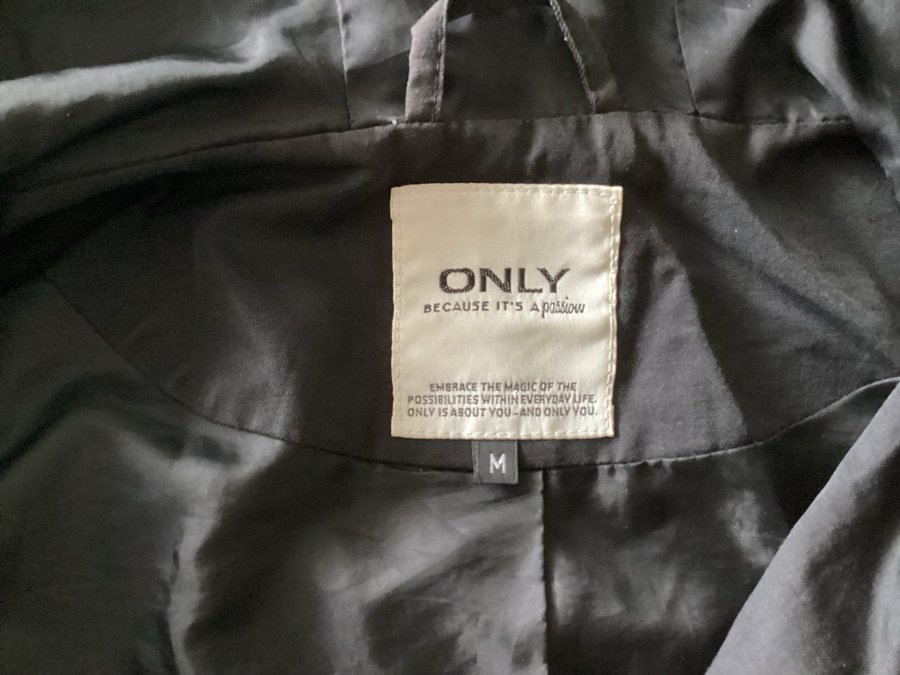 ONLY
BECAUSE IT'S A passion
EMBRACE THE MAGIC OF THE
POSSIBILITIES WITHIN EVERYDAY LIFE.
ONLY IS ABOUT YOU-AND ONLY YOU.
M